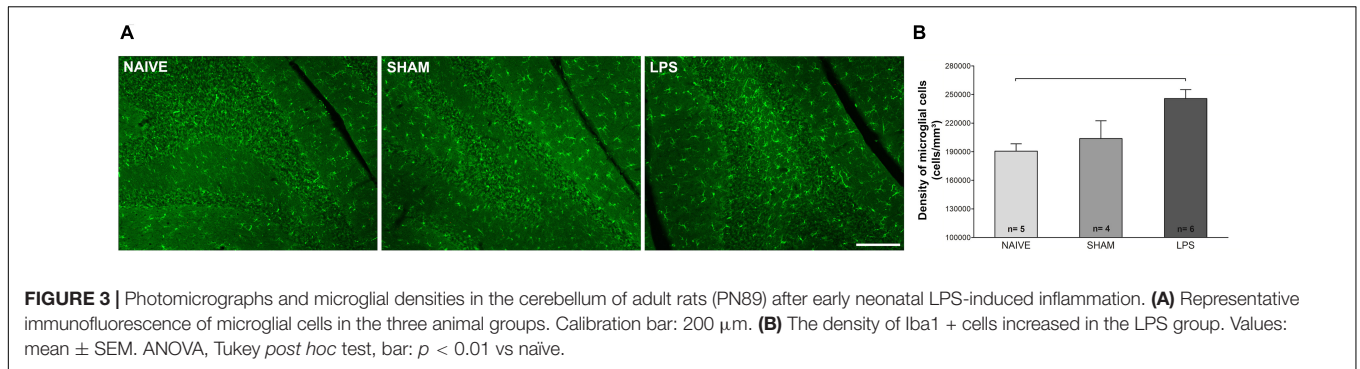 A
NAIVE
SHAM
LPS
B
Density of microglial cells
(cells/mm³)
280000
250000
220000
190000
160000
130000
100000
n= 5
n= 4
n= 6
NAIVE
SHAM
LPS
FIGURE 3 | Photomicrographs and microglial densities in the cerebellum of adult rats (PN89) after early neonatal LPS-induced inflammation. (A) Representative
immunofluorescence of microglial cells in the three animal groups. Calibration bar: 200 μm. (B) The density of Iba1 + cells increased in the LPS group. Values:
mean ± SEM. ANOVA, Tukey post hoc test, bar: p < 0.01 vs naïve.